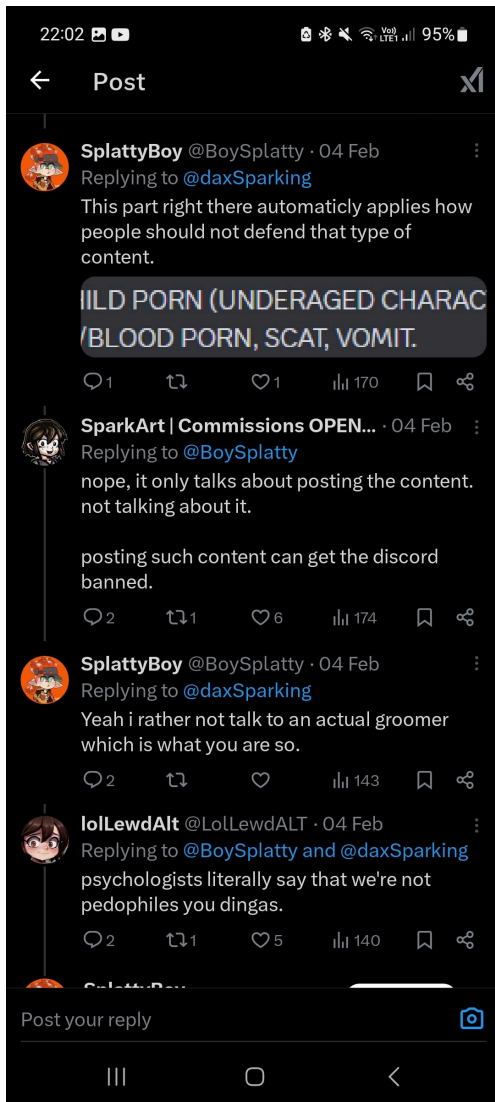 22:02 Vo) LTE1 95%
Post
SplattyBoy @BoySplatty · 04 Feb
Replying to @daxSparking
This part right there automaticly applies how
people should not defend that type of
content.
ILD PORN (UNDERAGED CHARAC
/BLOOD PORN, SCAT, VOMIT.
1 1 170
SparkArt | Commissions OPEN... · 04 Feb
Replying to @BoySplatty
nope, it only talks about posting the content.
not talking about it.
posting such content can get the discord
banned.
2 1 6 174
SplattyBoy @BoySplatty · 04 Feb
Replying to @daxSparking
Yeah i rather not talk to an actual groomer
which is what you are so.
2 143
lolLewdAlt @LolLewdALT · 04 Feb
Replying to @BoySplatty and @daxSparking
psychologists literally say that we're not
pedophiles you dingas.
2 1 5 140
SplattyBoy
Post your reply